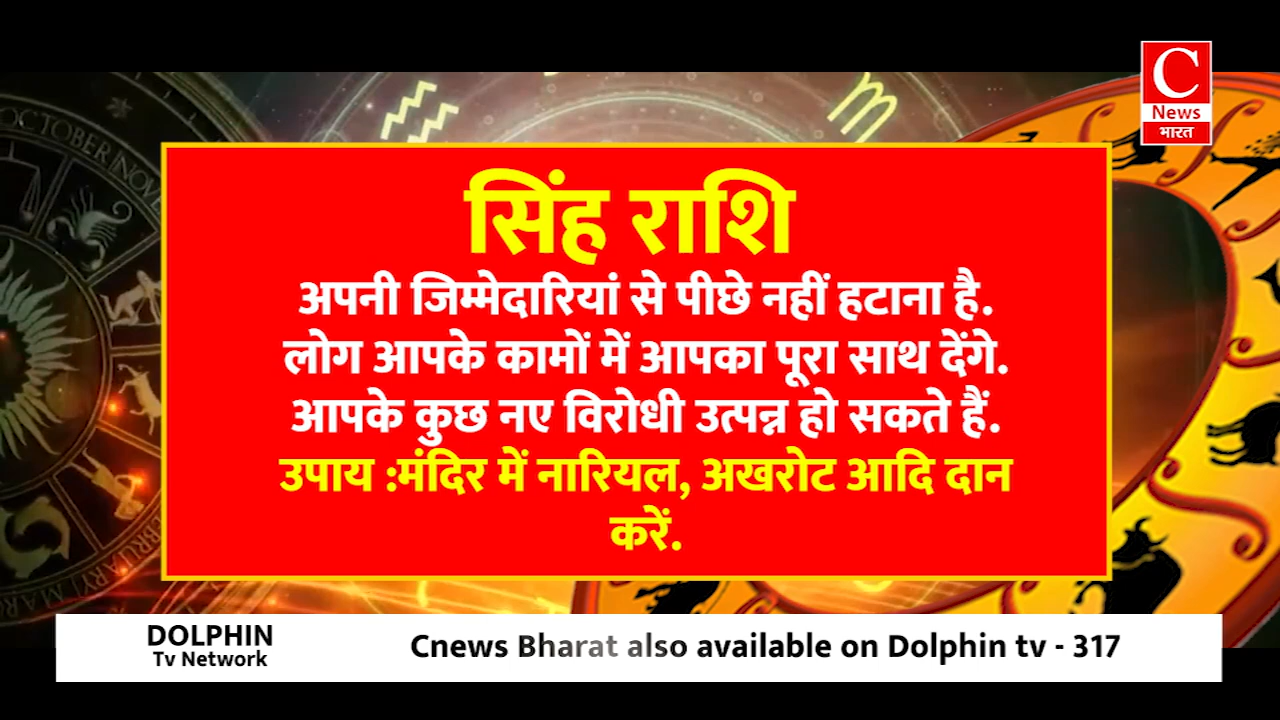 C
News
भारत
OCTOBER
सिंह राशि
अपनी जिम्मेदारियां से पीछे नहीं हटाना है.
लोग आपके कामों में आपका पूरा साथ देंगे.
आपके कुछ नए विरोधी उत्पन्न हो सकते हैं.
उपाय :मंदिर में नारियल, अखरोट आदि दान
करें.
DOLPHIN
Tv Network
Cnews Bharat also available on Dolphin tv - 317